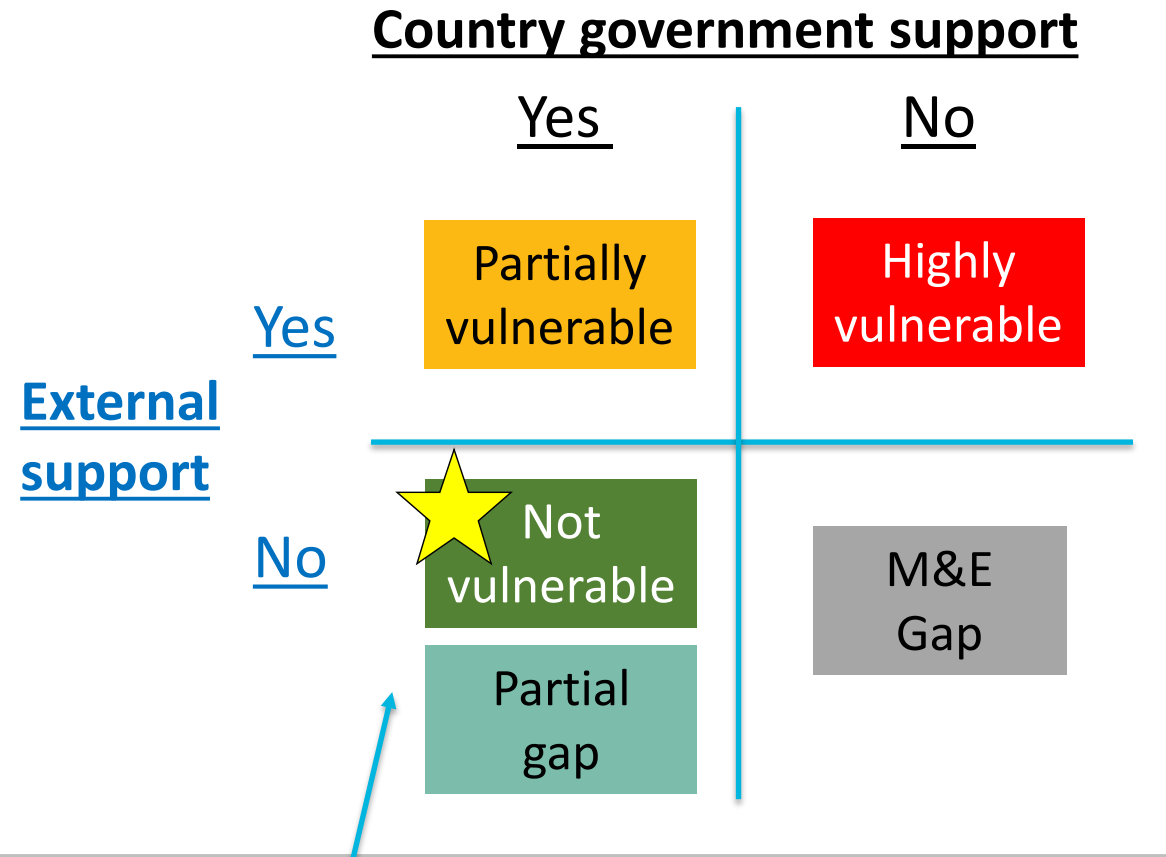 Country government support
Yes
No
Partially
vulnerable
Highly
vulnerable
Yes
External
support
No
Not
vulnerable
M&E
Gap
Partial
gap